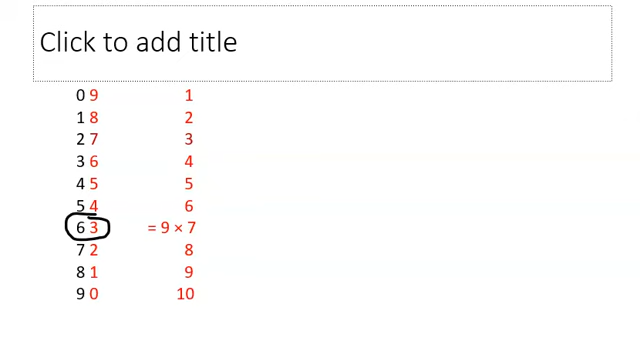 Click to add title
0 9 1
1 8 2
2 7 3
3 6 4
4 5 5
5 4 6
6 3 = 9 × 7
7 2 8
8 1 9
9 0 10